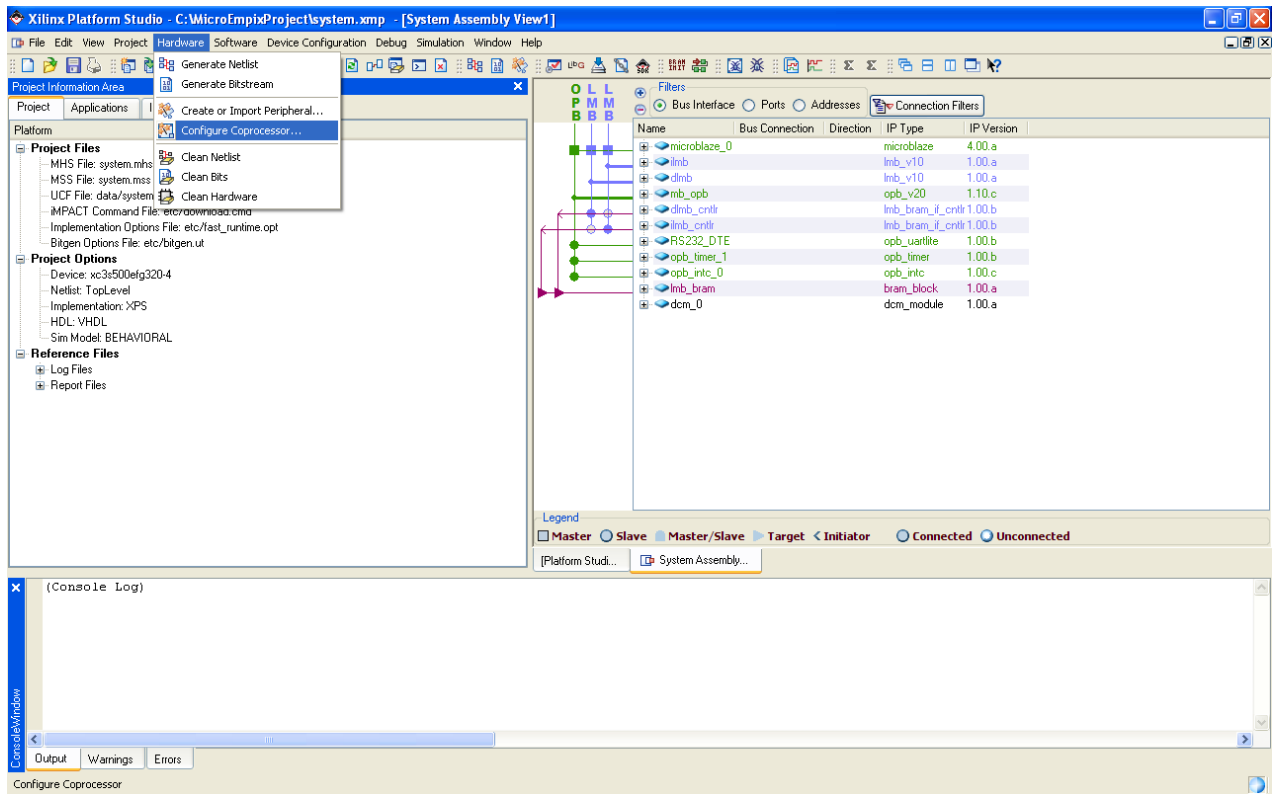 Xilinx Platform Studio - C:\MicroEmpixProject\system.xmp - [System Assembly View1]
File Edit View Project Hardware Software Device Configuration Debug Simulation Window Help
Generate Netlist
Generate Bitstream
Create or Import Peripheral...
Configure Coprocessor...
Clean Netlist
Clean Bits
Clean Hardware
Project Information Area
Project Applications
Platform
Project Files
MHS File: system.mhs
MSS File: system.mss
UCF File: data/system
iMPACT Command File: etc/download.cmd
Implementation Options File: etc/fast_runtime.opt
Bitgen Options File: etc/bitgen.ut
Project Options
Device: xc3s500efg320-4
Netlist: TopLevel
Implementation: XPS
HDL: VHDL
Sim Model: BEHAVIORAL
Reference Files
Log Files
Report Files
O L L
P M M
B B B
Filters
Bus Interface Ports Addresses Connection Filters
Name Bus Connection Direction IP Type IP Version
microblaze_0 microblaze 4.00.a
ilmb lmb_v10 1.00.a
dlmb lmb_v10 1.00.a
mb_opb opb_v20 1.10.c
dlmb_cntlr lmb_bram_if_cntlr 1.00.b
ilmb_cntlr lmb_bram_if_cntlr 1.00.b
RS232_DTE opb_uartlite 1.00.b
opb_timer_1 opb_timer 1.00.b
opb_intc_0 opb_intc 1.00.c
lmb_bram bram_block 1.00.a
dcm_0 dcm_module 1.00.a
Legend
Master Slave Master/Slave Target Initiator Connected Unconnected
[Platform Studi... System Assembly...
(Console Log)
ConsoleWindow
Output Warnings Errors
Configure Coprocessor